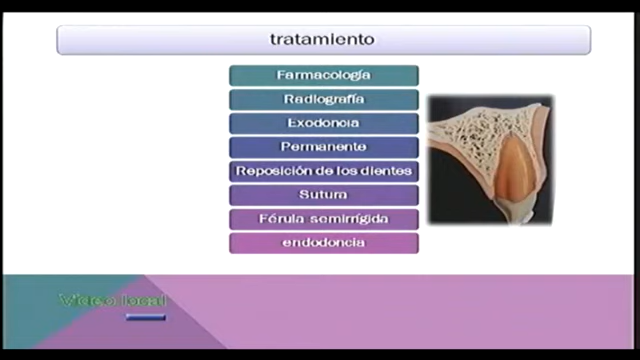 tratamiento
Farmacología
Radiografía
Exodoncia
Permanente
Reposición de los dientes
Sutura
Férula semirrígida
endodoncia
Video local